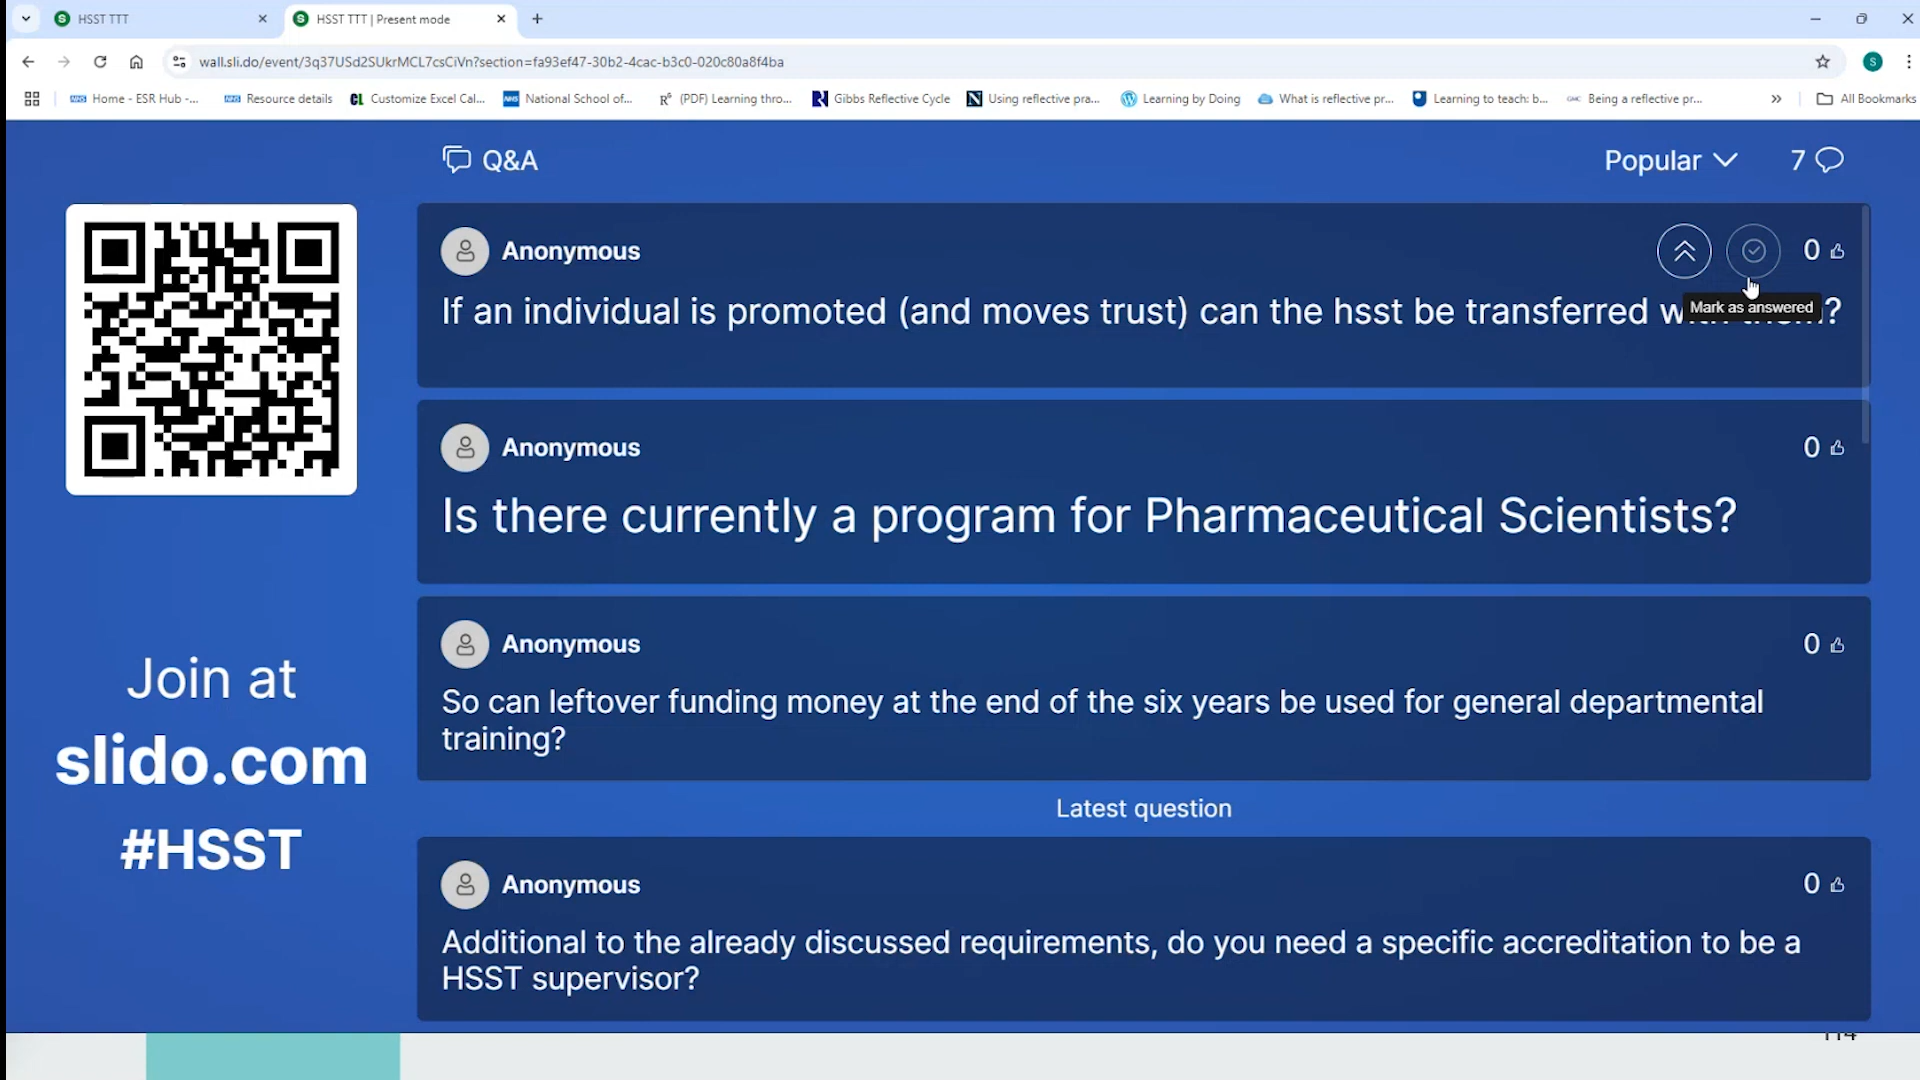 HSST TTT
HSST TTT | Present mode
wall.sli.do/event/3q37USd2SUkrMCL7csCiVn?section=fa93ef47-30b2-4cac-b3c0-020c80a8f4ba
S
Home - ESR Hub -...
Resource details
CL Customize Excel Cal...
NHS National School of...
R⁶ (PDF) Learning thro...
Gibbs Reflective Cycle
N Using reflective pra...
Learning by Doing
What is reflective pr...
Learning to teach: b...
GMC Being a reflective pr...
All Bookmarks
Q&A
Popular
7
Anonymous
0
If an individual is promoted (and moves trust) can the hsst be transferred ?
Mark as answered
Anonymous
0
Is there currently a program for Pharmaceutical Scientists?
Anonymous
0
So can leftover funding money at the end of the six years be used for general departmental
training?
Join at
slido.com
#HSST
Latest question
Anonymous
0
Additional to the already discussed requirements, do you need a specific accreditation to be a
HSST supervisor?